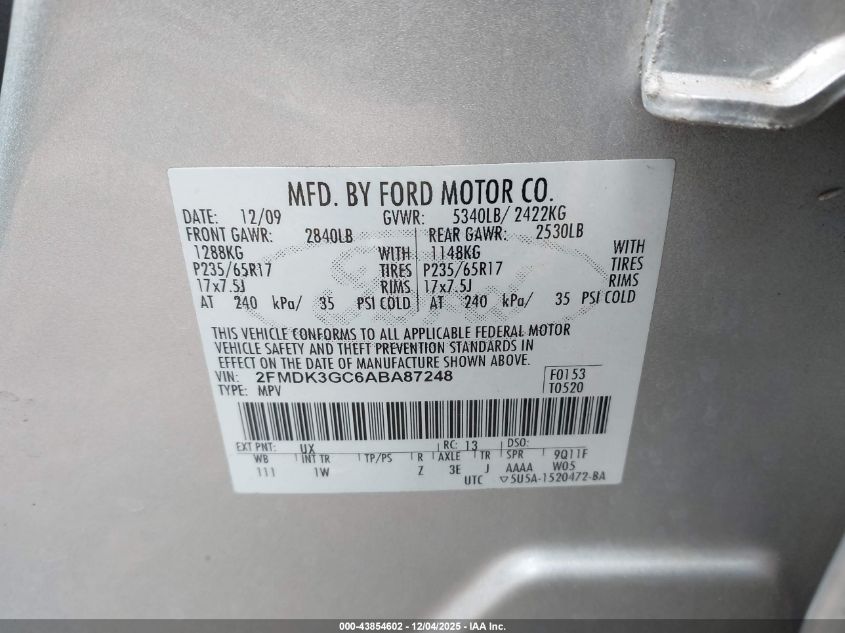 MFD. BY FORD MOTOR CO.
DATE: 12/09 GVWR: 5340LB/ 2422KG
FRONT GAWR: 2840LB REAR GAWR: 2530LB
1288KG WITH 1148KG WITH
P235/65R17 TIRES P235/65R17 TIRES
17x7.5J RIMS 17x7.5J RIMS
AT 240 kPa/ 35 PSI COLD AT 240 kPa/ 35 PSI COLD
THIS VEHICLE CONFORMS TO ALL APPLICABLE FEDERAL MOTOR
VEHICLE SAFETY AND THEFT PREVENTION STANDARDS IN
EFFECT ON THE DATE OF MANUFACTURE SHOWN ABOVE.
VIN: 2FMDK3GC6ABA87248 F0153
TYPE: MPV T0520
EXT PNT: UX RC: 13 DSO:
WB INT TR TP/PS R AXLE TR SPR 9Q11F
111 1W Z 3E J AAAA W05
UTC ▽5U5A-1520472-BA
000-43854602 - 12/04/2025 - IAA Inc.